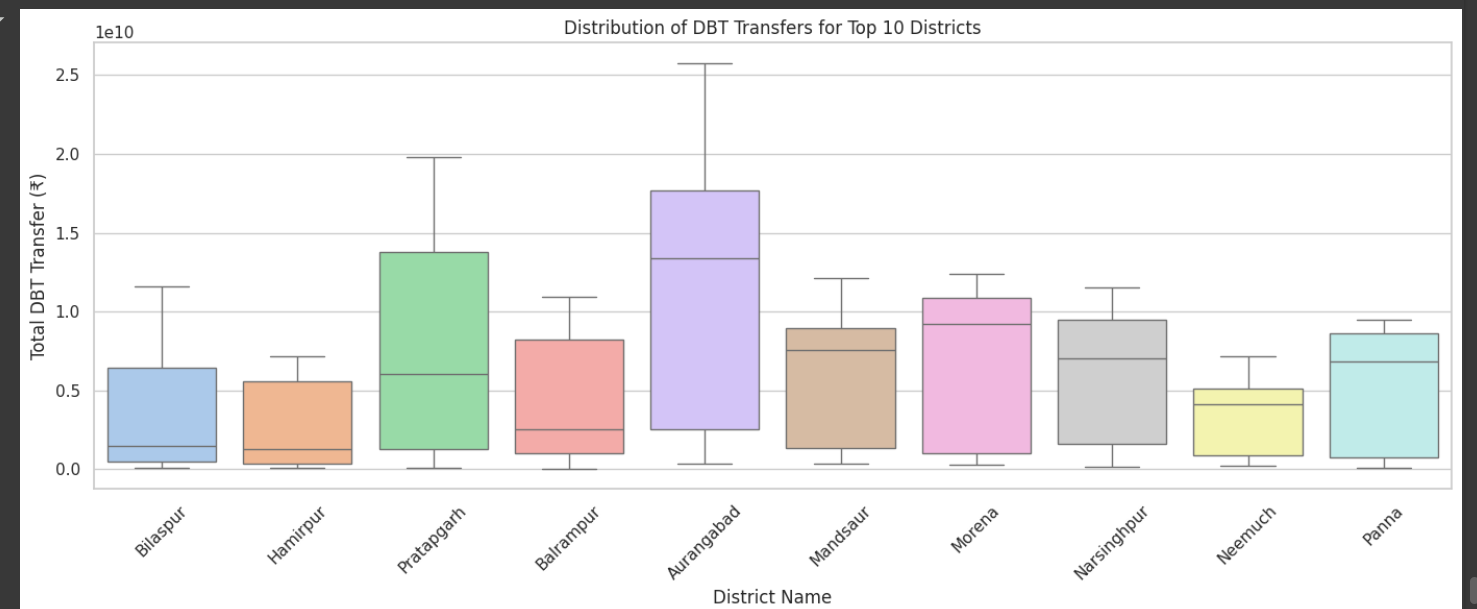 Distribution of DBT Transfers for Top 10 Districts
1e10
2.5
2.0
1.5
1.0
0.5
0.0
Total DBT Transfer (₹)
Bilaspur
Hamirpur
Pratapgarh
Balrampur
Aurangabad
Mandsaur
Morena
Narsinghpur
Neemuch
Panna
District Name